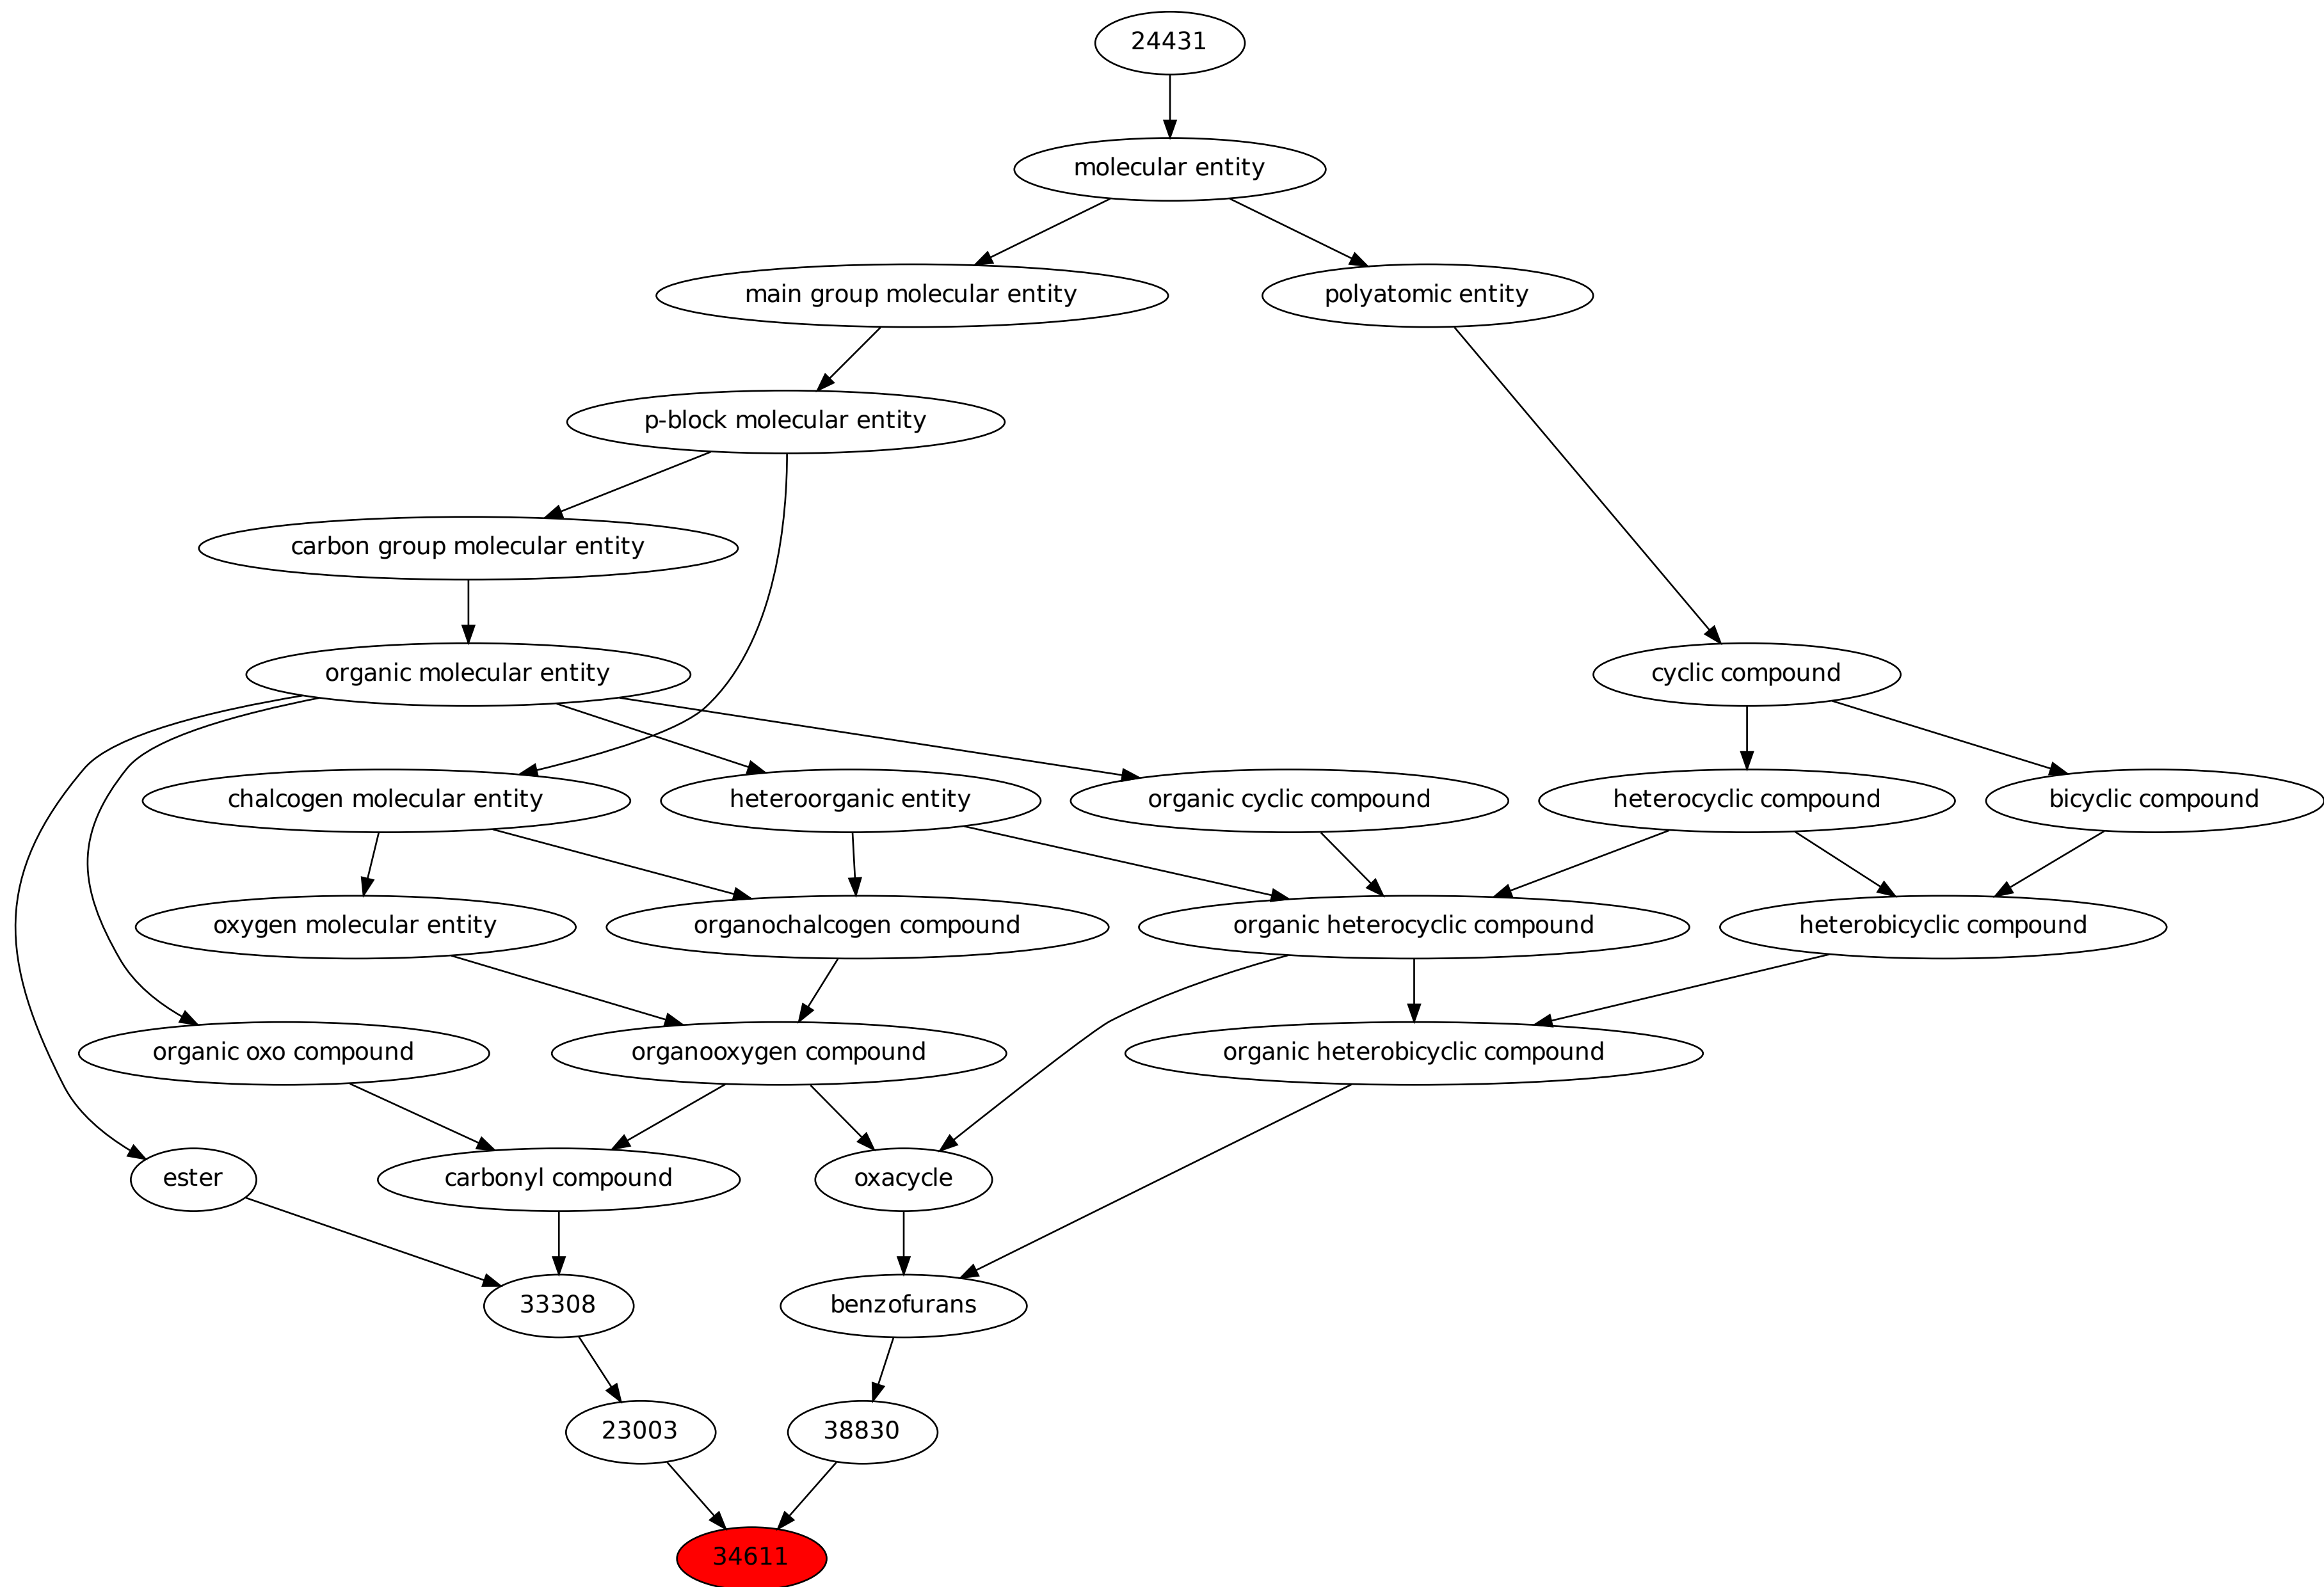 24431
molecular entity
main group molecular entity
polyatomic entity
p-block molecular entity
carbon group molecular entity
organic molecular entity
cyclic compound
chalcogen molecular entity
heteroorganic entity
organic cyclic compound
heterocyclic compound
bicyclic compound
oxygen molecular entity
organochalcogen compound
organic heterocyclic compound
heterobicyclic compound
organic oxo compound
organooxygen compound
organic heterobicyclic compound
ester
carbonyl compound
oxacycle
33308
benzofurans
23003
38830
34611